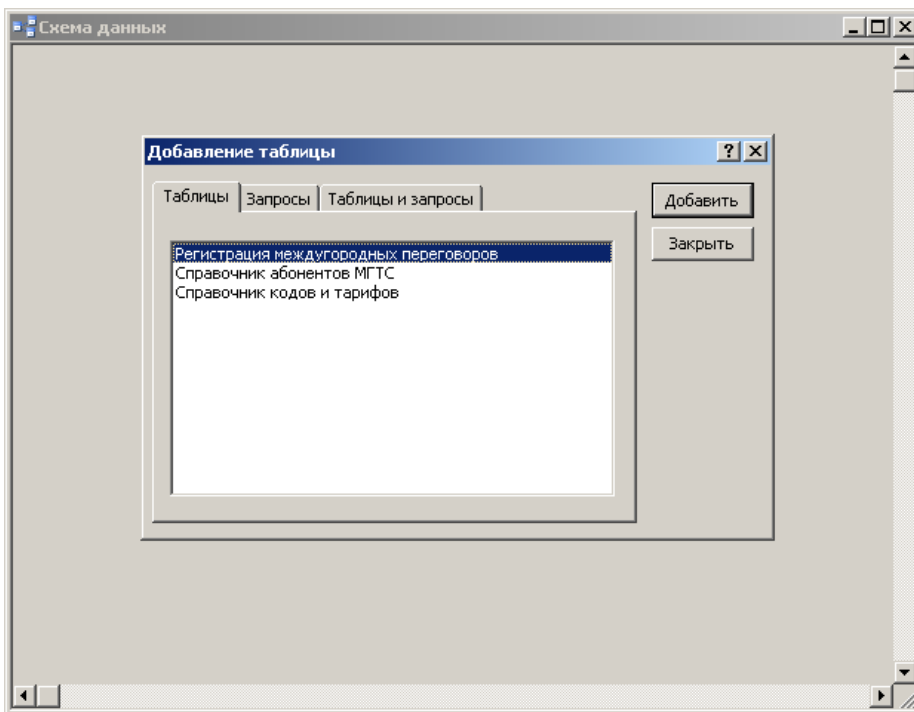 Схема данных
Добавление таблицы
Таблицы Запросы Таблицы и запросы
Добавить
Закрыть
Регистрация междугородных переговоров
Справочник абонентов МГТС
Справочник кодов и тарифов